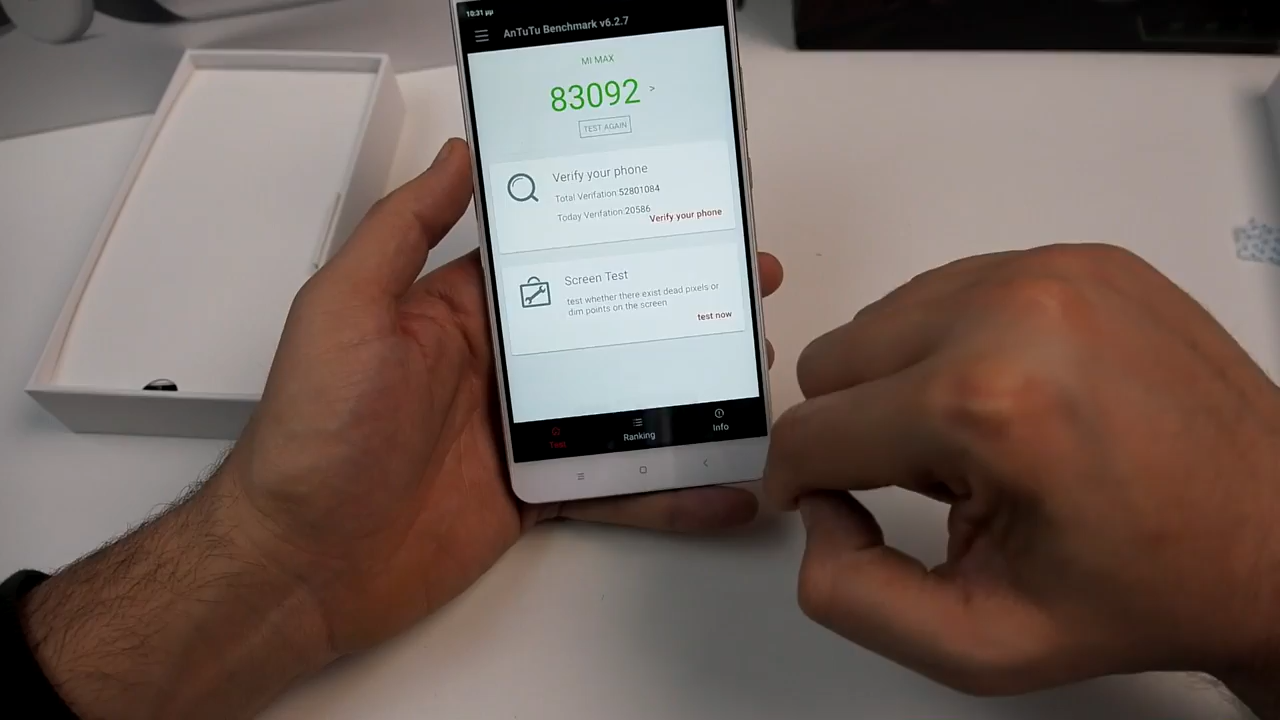 10:31 μμ
AnTuTu Benchmark v6.2.7
MI MAX
83092 >
TEST AGAIN
Verify your phone
Total Verifation:52801084
Today Verifation:20586
Verify your phone
Screen Test
test whether there exist dead pixels or
dim points on the screen
test now
Test
Ranking
Info